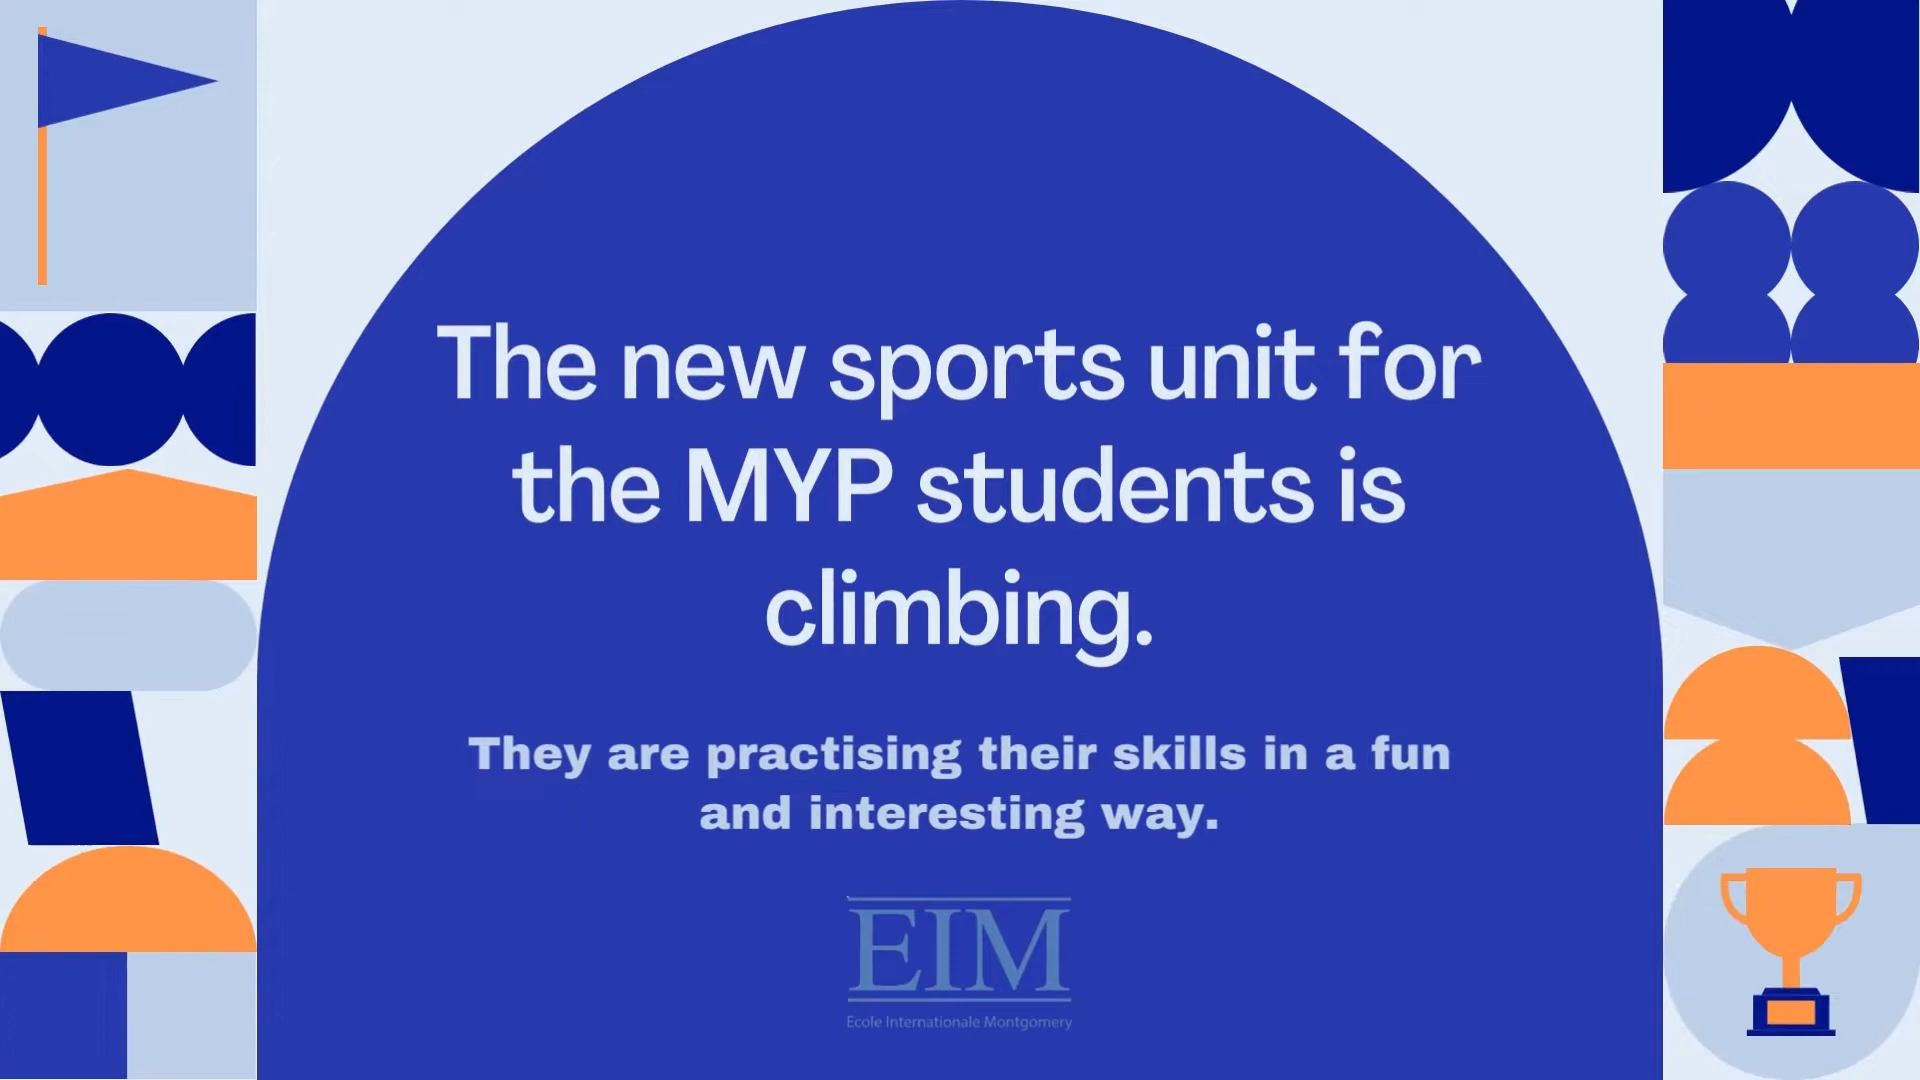 The new sports unit for
the MYP students is
climbing.
They are practising their skills in a fun
and interesting way.
EIM
Ecole Internationale Montgomery